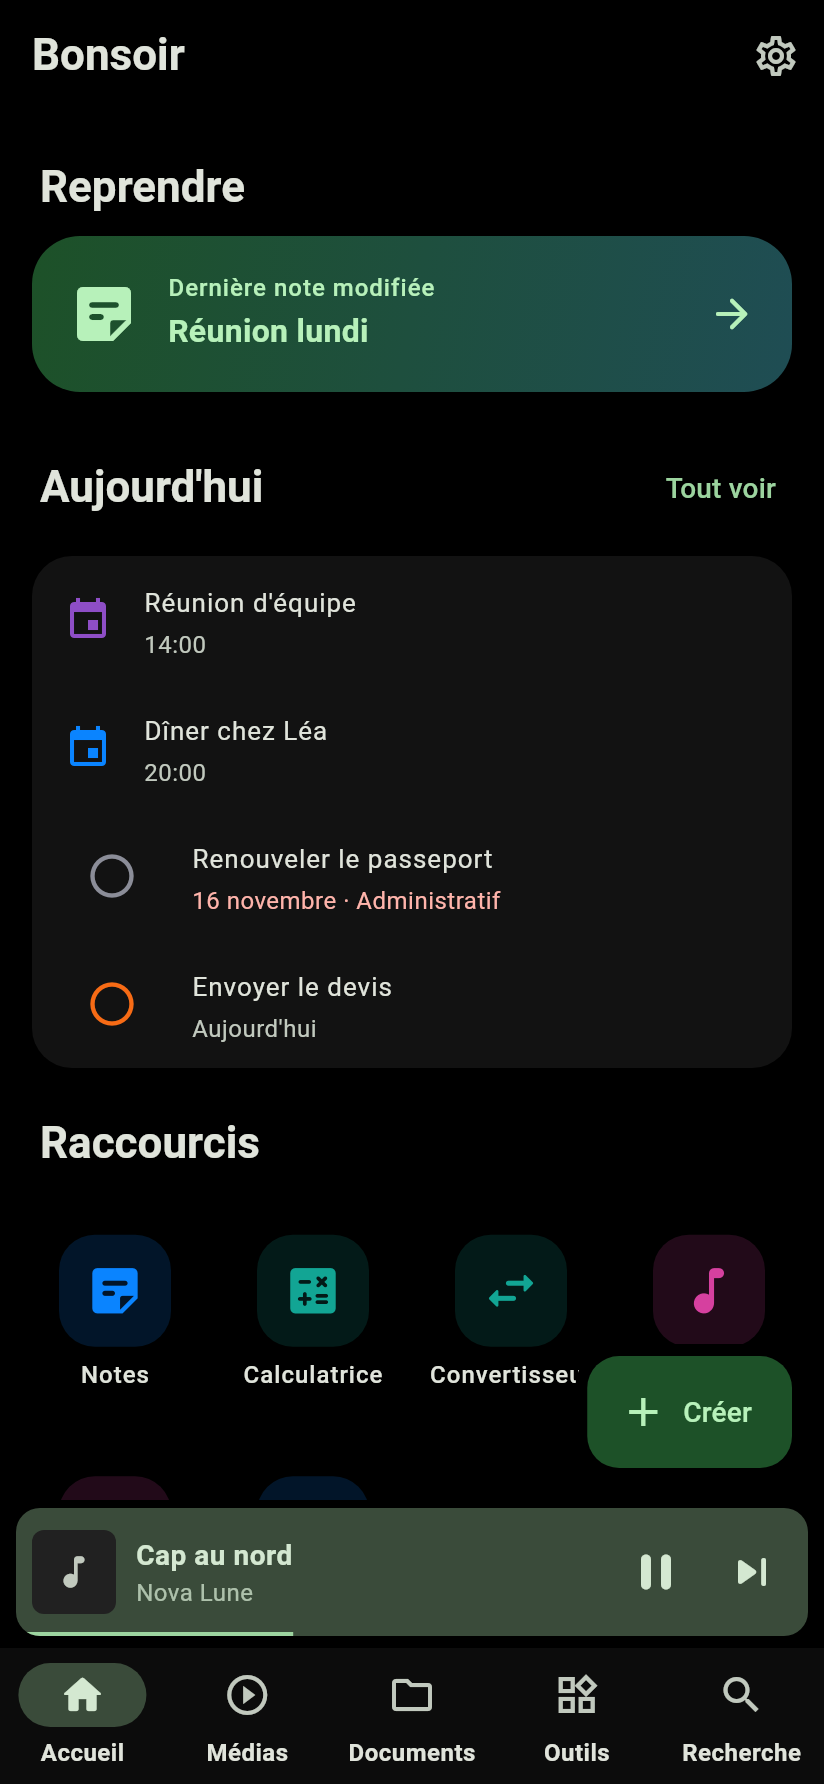 Bonsoir
Reprendre
Dernière note modifiée
Réunion lundi
Aujourd'hui
Tout voir
Réunion d'équipe
14:00
Dîner chez Léa
20:00
Renouveler le passeport
16 novembre · Administratif
Envoyer le devis
Aujourd'hui
Raccourcis
Notes
Calculatrice
Convertisseu
Créer
Cap au nord
Nova Lune
Accueil
Médias
Documents
Outils
Recherche